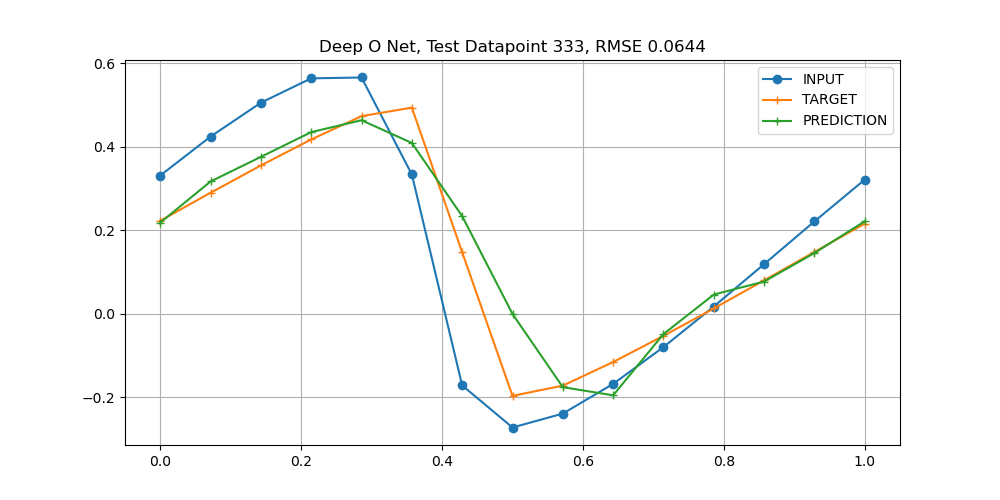 Deep O Net, Test Datapoint 333, RMSE 0.0644
INPUT
TARGET
PREDICTION
0.6
0.4
0.2
0.0
−0.2
0.0 0.2 0.4 0.6 0.8 1.0